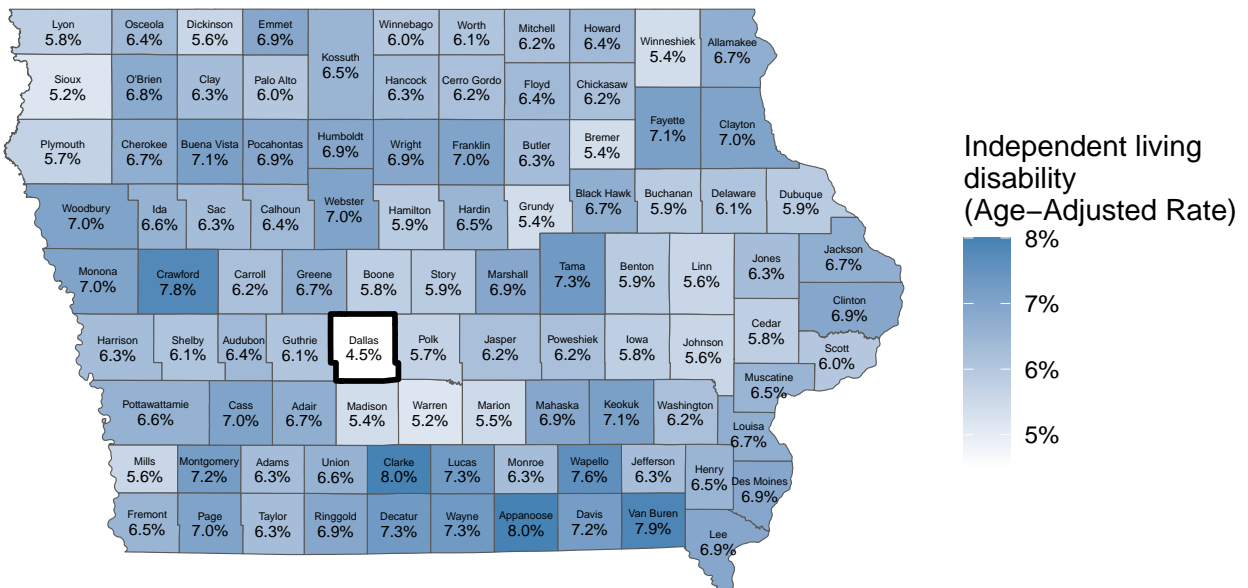 Lyon
5.8%
Osceola
6.4%
Dickinson
5.6%
Emmet
6.9%
Kossuth
6.5%
Winnebago
6.0%
Worth
6.1%
Mitchell
6.2%
Howard
6.4%
Winneshiek
5.4%
Allamakee
6.7%
Sioux
5.2%
O'Brien
6.8%
Clay
6.3%
Palo Alto
6.0%
Hancock
6.3%
Cerro Gordo
6.2%
Floyd
6.4%
Chickasaw
6.2%
Fayette
7.1%
Clayton
7.0%
Plymouth
5.7%
Cherokee
6.7%
Buena Vista
7.1%
Pocahontas
6.9%
Humboldt
6.9%
Wright
6.9%
Franklin
7.0%
Butler
6.3%
Bremer
5.4%
Woodbury
7.0%
Ida
6.6%
Sac
6.3%
Calhoun
6.4%
Webster
7.0%
Hamilton
5.9%
Hardin
6.5%
Grundy
5.4%
Black Hawk
6.7%
Buchanan
5.9%
Delaware
6.1%
Dubuque
5.9%
Monona
7.0%
Crawford
7.8%
Carroll
6.2%
Greene
6.7%
Boone
5.8%
Story
5.9%
Marshall
6.9%
Tama
7.3%
Benton
5.9%
Linn
5.6%
Jones
6.3%
Jackson
6.7%
Clinton
6.9%
Harrison
6.3%
Shelby
6.1%
Audubon
6.4%
Guthrie
6.1%
Dallas
4.5%
Polk
5.7%
Jasper
6.2%
Poweshiek
6.2%
Iowa
5.8%
Johnson
5.6%
Cedar
5.8%
Scott
6.0%
Muscatine
6.5%
Pottawattamie
6.6%
Cass
7.0%
Adair
6.7%
Madison
5.4%
Warren
5.2%
Marion
5.5%
Mahaska
6.9%
Keokuk
7.1%
Washington
6.2%
Louisa
6.7%
Mills
5.6%
Montgomery
7.2%
Adams
6.3%
Union
6.6%
Clarke
8.0%
Lucas
7.3%
Monroe
6.3%
Wapello
7.6%
Jefferson
6.3%
Henry
6.5%
Des Moines
6.9%
Fremont
6.5%
Page
7.0%
Taylor
6.3%
Ringgold
6.9%
Decatur
7.3%
Wayne
7.3%
Appanoose
8.0%
Davis
7.2%
Van Buren
7.9%
Lee
6.9%
Independent living
disability
(Age−Adjusted Rate)
8%
7%
6%
5%